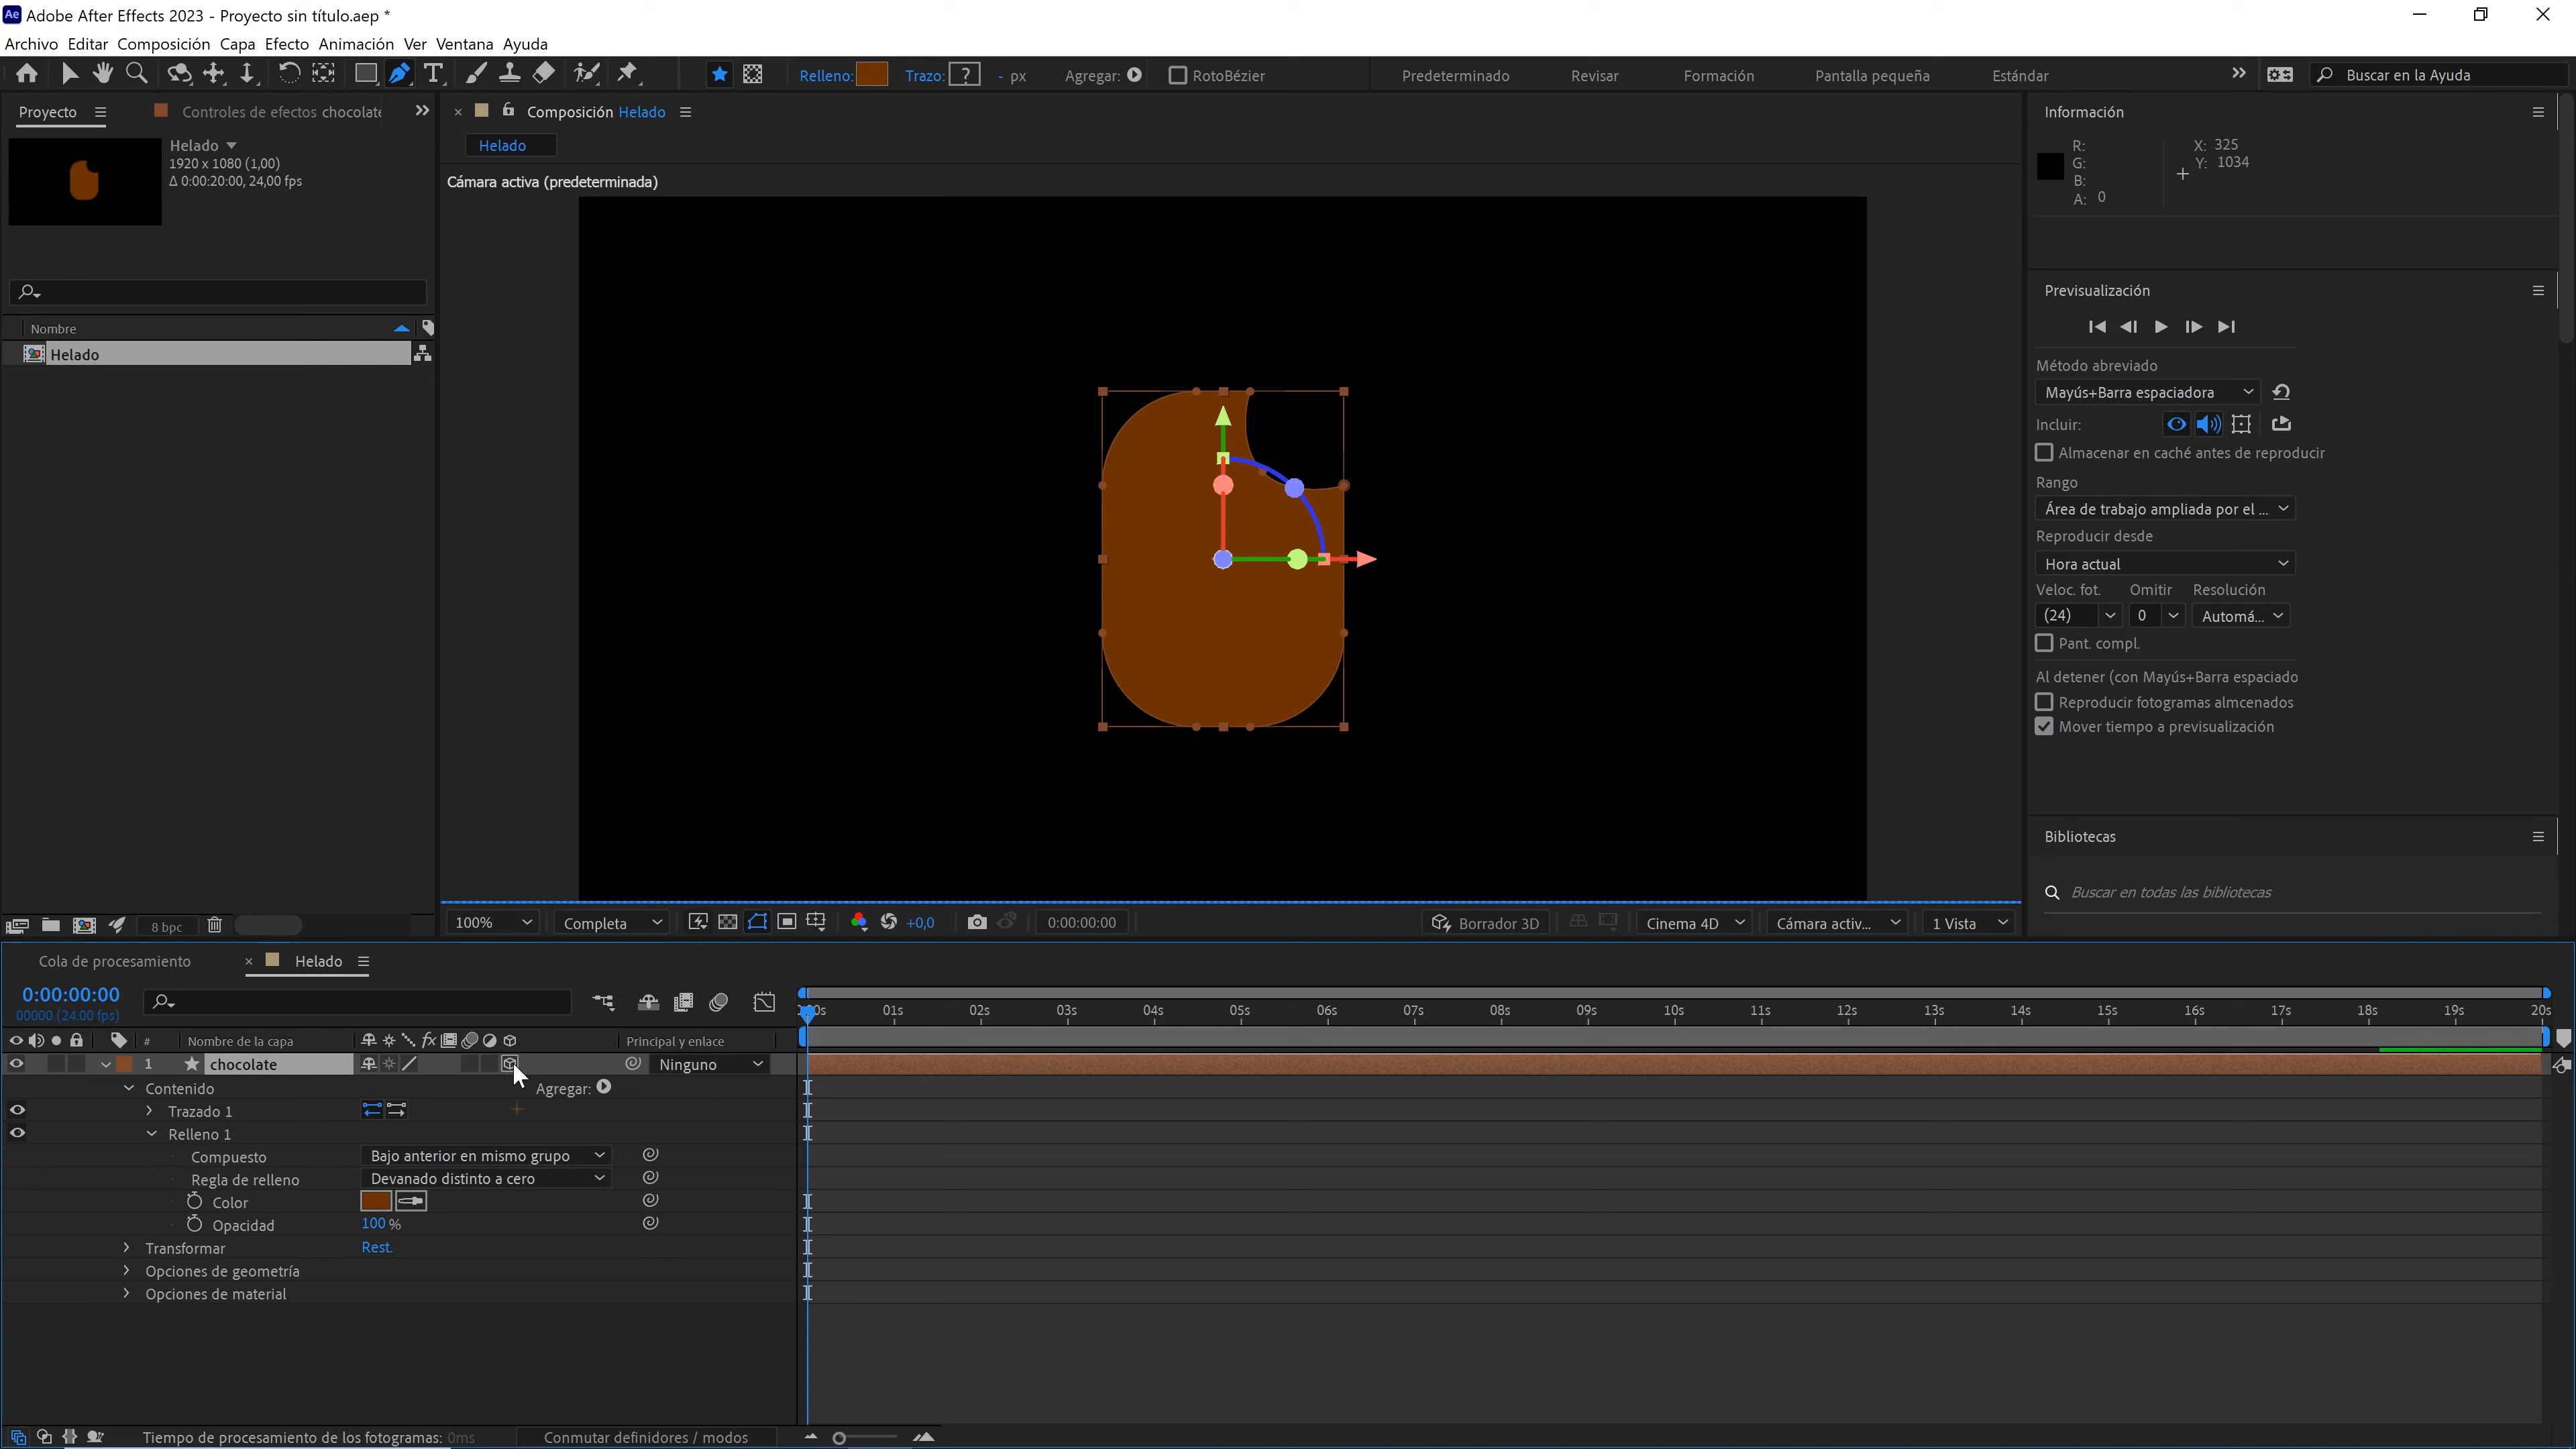 Adobe After Effects 2023 - Proyecto sin título.aep *
Archivo Editar Composición Capa Efecto Animación Ver Ventana Ayuda
Relleno: Trazo: ? - px Agregar: RotoBézier Predeterminado Revisar Formación Pantalla pequeña Estándar Buscar en la Ayuda
Proyecto Controles de efectos chocolate
Helado
1920 x 1080 (1,00)
Δ 0:00:20:00, 24,00 fps
Nombre
Helado
8 bpc
Composición Helado
Helado
Cámara activa (predeterminada)
100% Completa +0,0 0:00:00:00 Borrador 3D Cinema 4D Cámara activ... 1 Vista
Información
R: X: 325
G: Y: 1034
B:
A: 0
Previsualización
Método abreviado
Mayús+Barra espaciadora
Incluir:
Almacenar en caché antes de reproducir
Rango
Área de trabajo ampliada por el ...
Reproducir desde
Hora actual
Veloc. fot. Omitir Resolución
(24) 0 Automá...
Pant. compl.
Al detener (con Mayús+Barra espaciado
Reproducir fotogramas almcenados
Mover tiempo a previsualización
Bibliotecas
Buscar en todas las bibliotecas
Cola de procesamiento Helado
0:00:00:00
00000 (24.00 fps)
0s 01s 02s 03s 04s 05s 06s 07s 08s 09s 10s 11s 12s 13s 14s 15s 16s 17s 18s 19s 20s
# Nombre de la capa fx Principal y enlace
1 chocolate Ninguno
Contenido Agregar:
Trazado 1
Relleno 1
Compuesto Bajo anterior en mismo grupo
Regla de relleno Devanado distinto a cero
Color
Opacidad 100 %
Transformar Rest.
Opciones de geometría
Opciones de material
Tiempo de procesamiento de los fotogramas: 0ms Conmutar definidores / modos